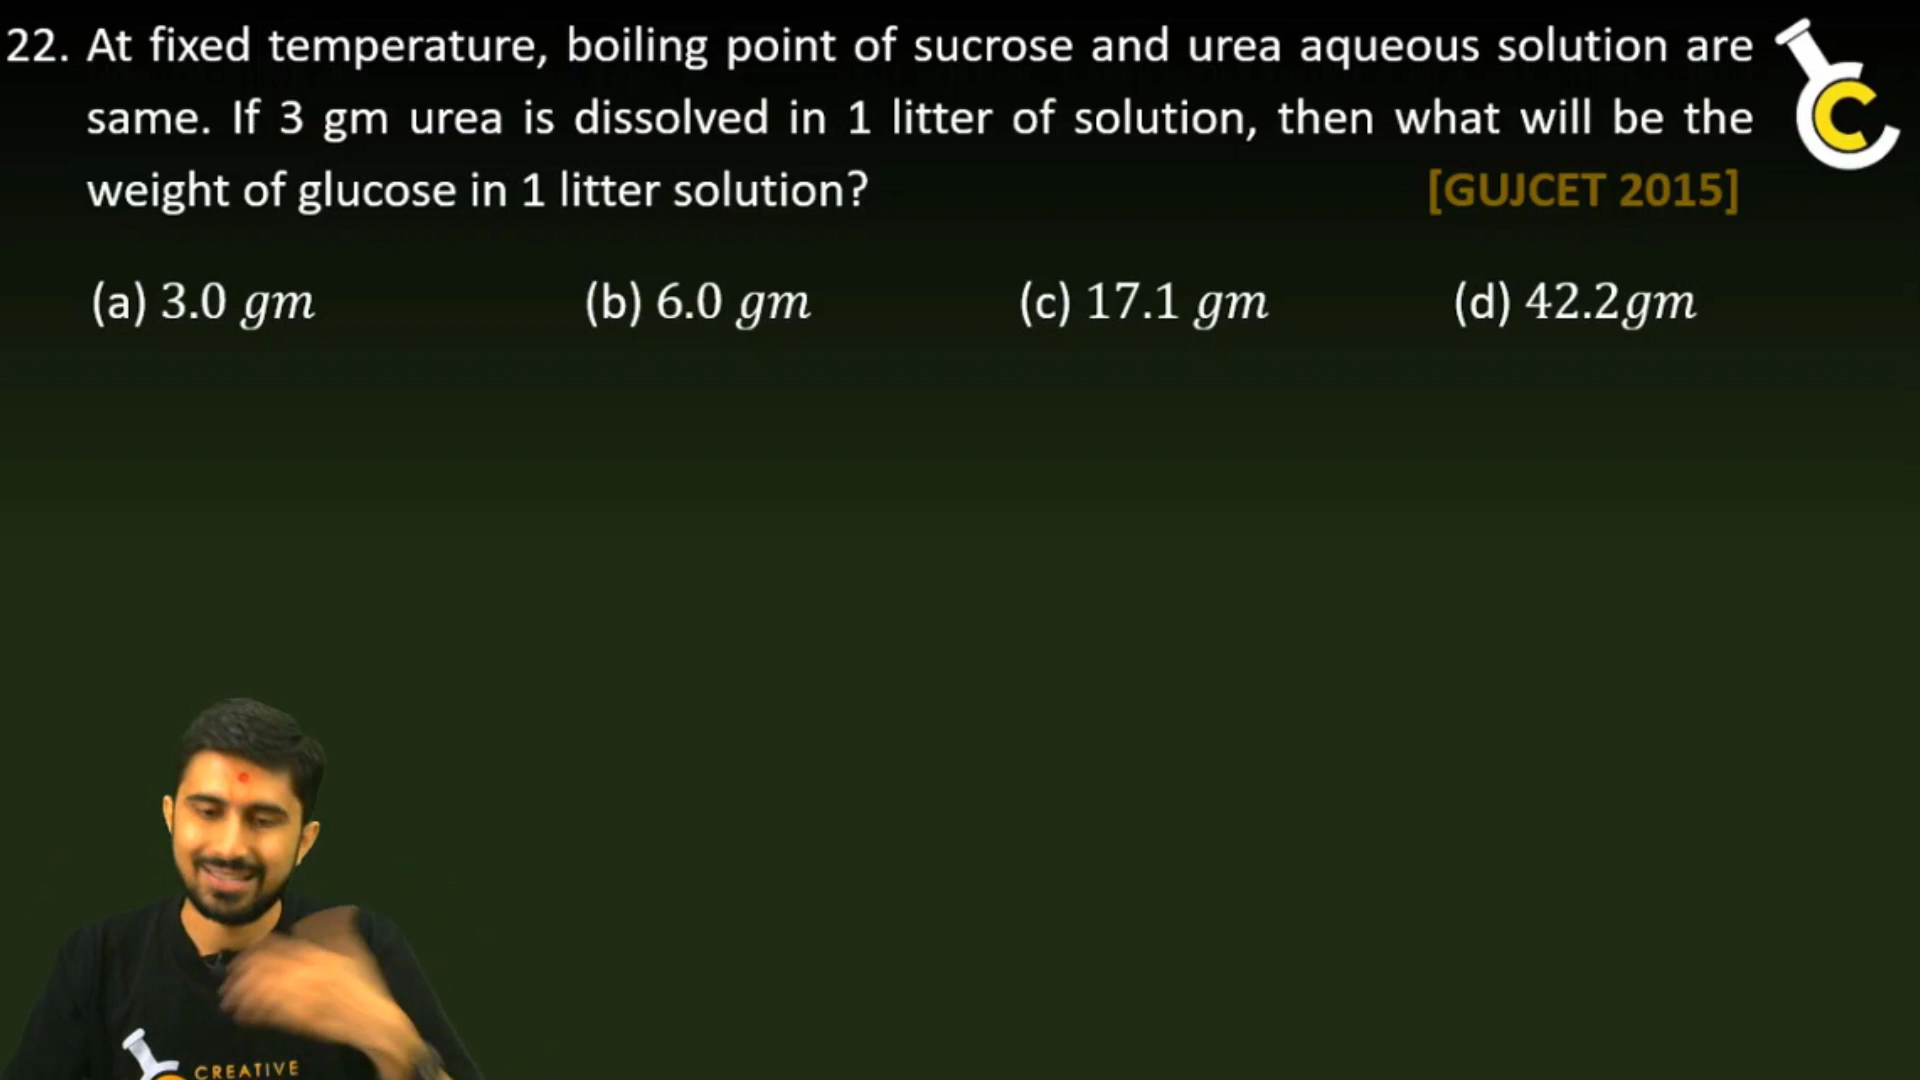 22. At fixed temperature, boiling point of sucrose and urea aqueous solution are
same. If 3 gm urea is dissolved in 1 litter of solution, then what will be the
weight of glucose in 1 litter solution? [GUJCET 2015]
(a) 3.0 gm (b) 6.0 gm (c) 17.1 gm (d) 42.2gm
C
CREATIVE